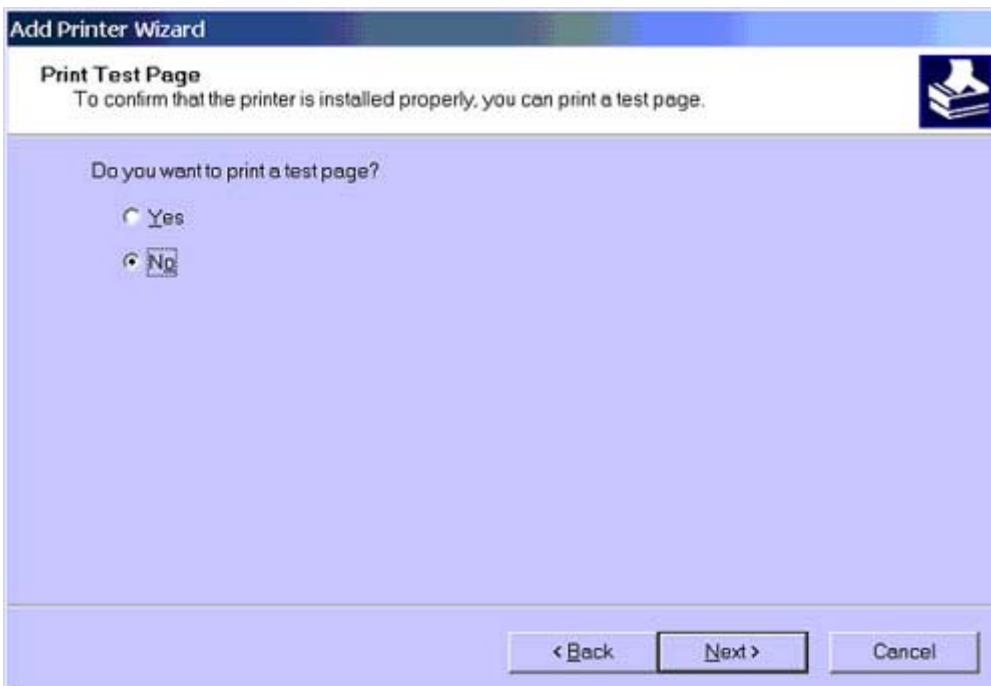 Add Printer Wizard
Print Test Page
To confirm that the printer is installed properly, you can print a test page.
Do you want to print a test page?
Yes
No
< Back
Next >
Cancel